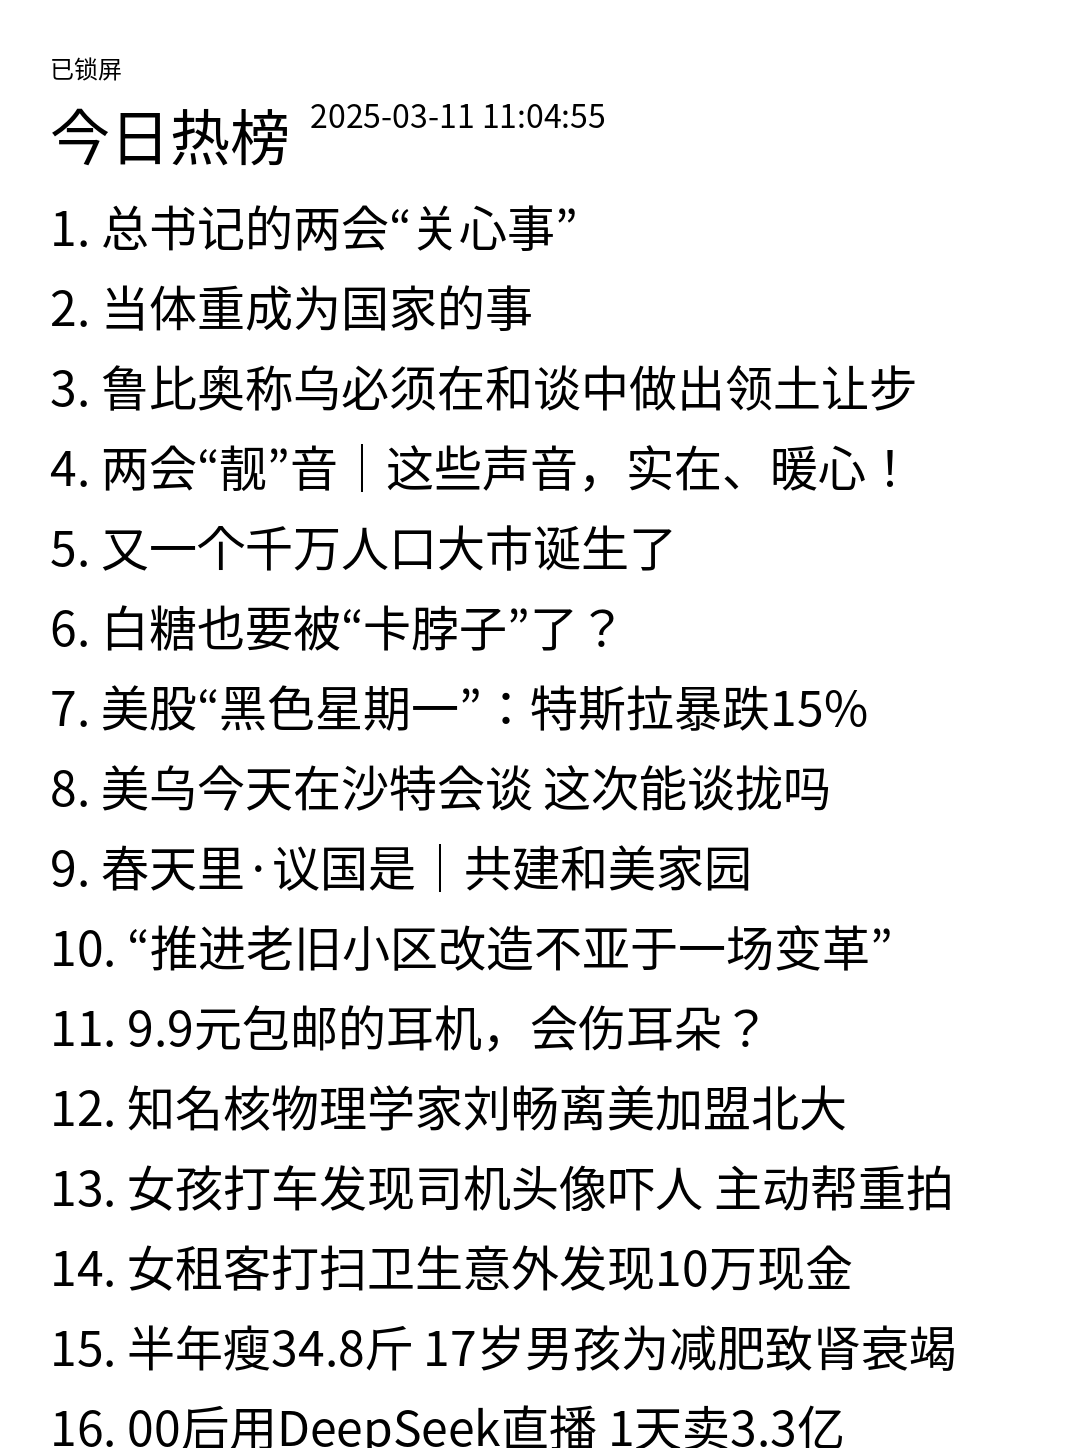 已锁屏
今日热榜 2025-03-11 11:04:55
1. 总书记的两会“关心事”
2. 当体重成为国家的事
3. 鲁比奥称乌必须在和谈中做出领土让步
4. 两会“靓”音｜这些声音，实在、暖心！
5. 又一个千万人口大市诞生了
6. 白糖也要被“卡脖子”了？
7. 美股“黑色星期一”：特斯拉暴跌15%
8. 美乌今天在沙特会谈 这次能谈拢吗
9. 春天里·议国是｜共建和美家园
10. “推进老旧小区改造不亚于一场变革”
11. 9.9元包邮的耳机，会伤耳朵？
12. 知名核物理学家刘畅离美加盟北大
13. 女孩打车发现司机头像吓人 主动帮重拍
14. 女租客打扫卫生意外发现10万现金
15. 半年瘦34.8斤 17岁男孩为减肥致肾衰竭
16. 00后用DeepSeek直播 1天卖3.3亿